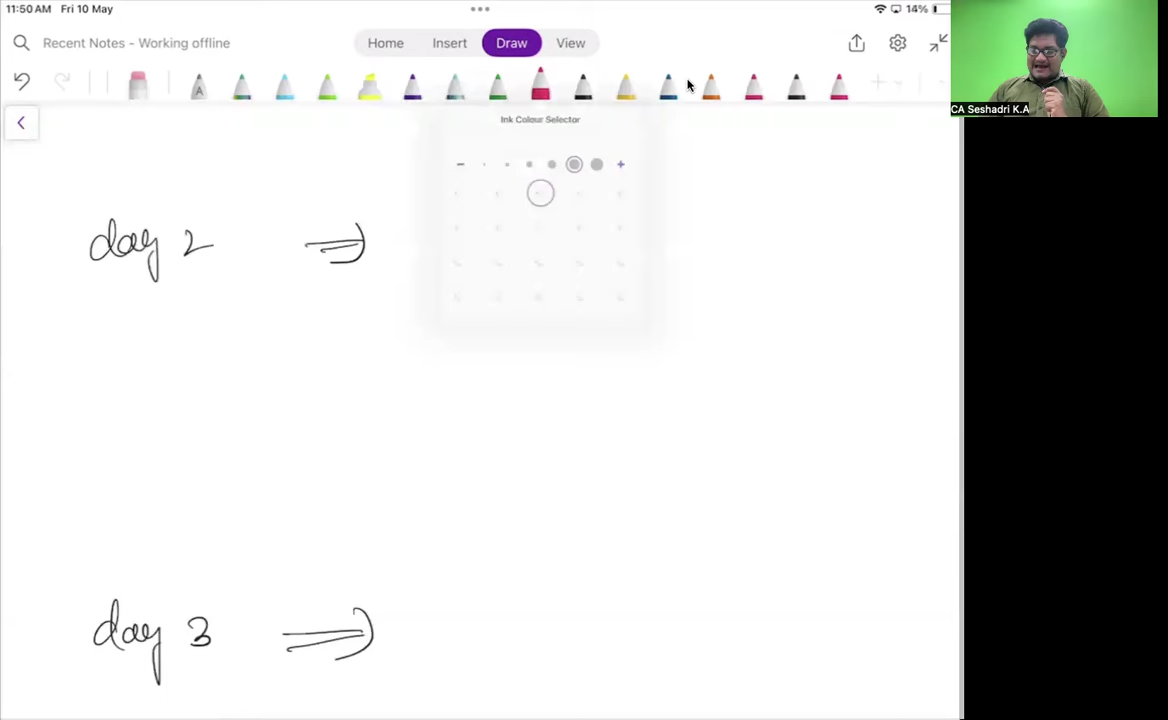 11:50 AM Fri 10 May
14%
Recent Notes - Working offline
Home Insert Draw View
A
Ink Colour Selector
CA Seshadri K.A
day 2 ⇒
day 3 ⇒